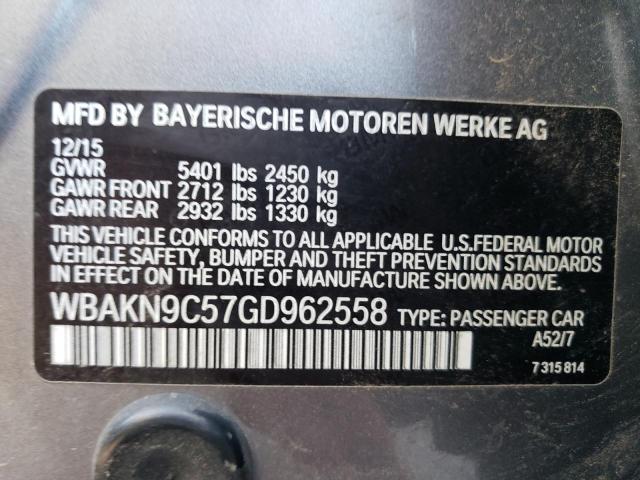 MFD BY BAYERISCHE MOTOREN WERKE AG
12/15
GVWR 5401 lbs 2450 kg
GAWR FRONT 2712 lbs 1230 kg
GAWR REAR 2932 lbs 1330 kg
THIS VEHICLE CONFORMS TO ALL APPLICABLE U.S.FEDERAL MOTOR
VEHICLE SAFETY, BUMPER AND THEFT PREVENTION STANDARDS
IN EFFECT ON THE DATE OF MANUFACTURE SHOWN ABOVE.
WBAKN9C57GD962558 TYPE: PASSENGER CAR
A52/7
7 315 814